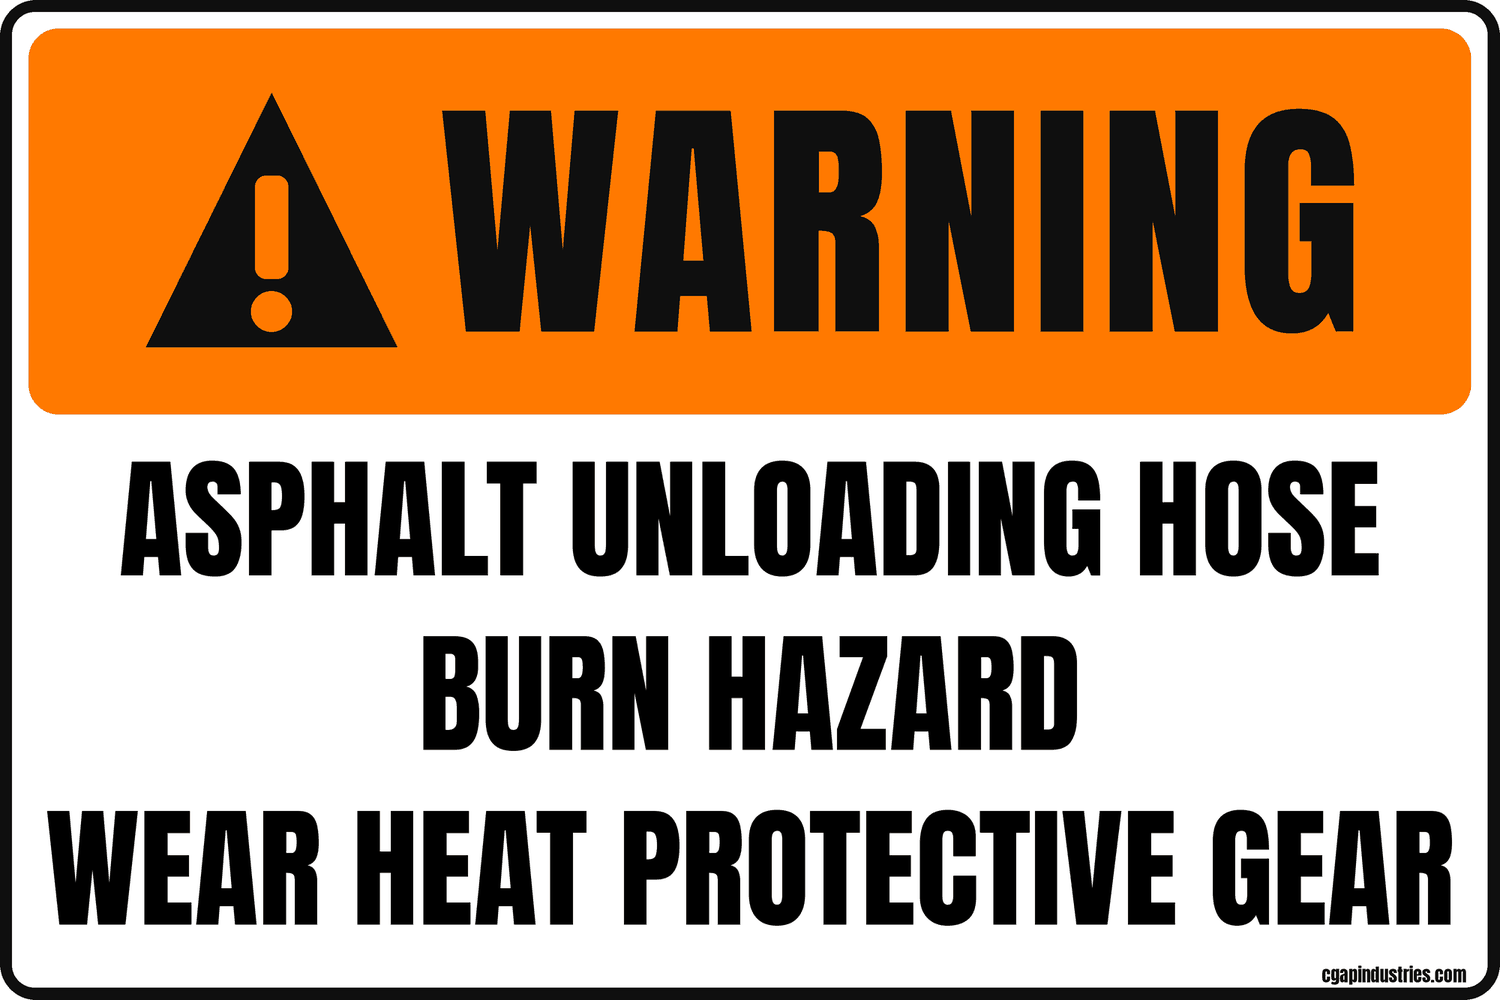 WARNING
ASPHALT UNLOADING HOSE
BURN HAZARD
WEAR HEAT PROTECTIVE GEAR
cgapindustries.com